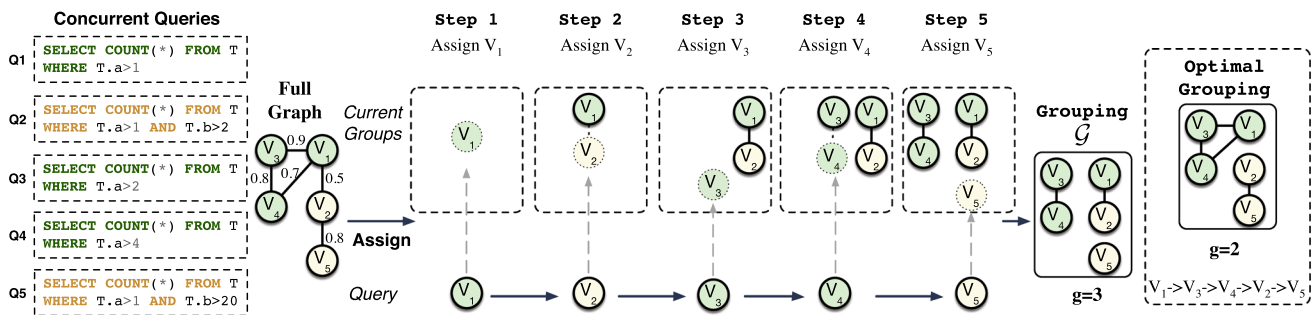 Concurrent Queries
Q1
SELECT COUNT(*) FROM T
WHERE T.a>1
Q2
SELECT COUNT(*) FROM T
WHERE T.a>1 AND T.b>2
Q3
SELECT COUNT(*) FROM T
WHERE T.a>2
Q4
SELECT COUNT(*) FROM T
WHERE T.a>4
Q5
SELECT COUNT(*) FROM T
WHERE T.a>1 AND T.b>20
Full
Graph
V3 0.9 V1
0.8 0.7 0.5
V4 V2
0.8
V5
Current
Groups
Assign
Query
Step 1
Assign V1
V1
V1
Step 2
Assign V2
V1
V2
V2
Step 3
Assign V3
V1
V2
V3
V3
Step 4
Assign V4
V3 V1
V4 V2
V4
Step 5
Assign V5
V3 V1
V4 V2
V5
V5
Grouping
𝒢
V3 V1
V4 V2
V5
g=3
Optimal
Grouping
V3 V1
V4 V2
V5
g=2
V1->V3->V4->V2->V5